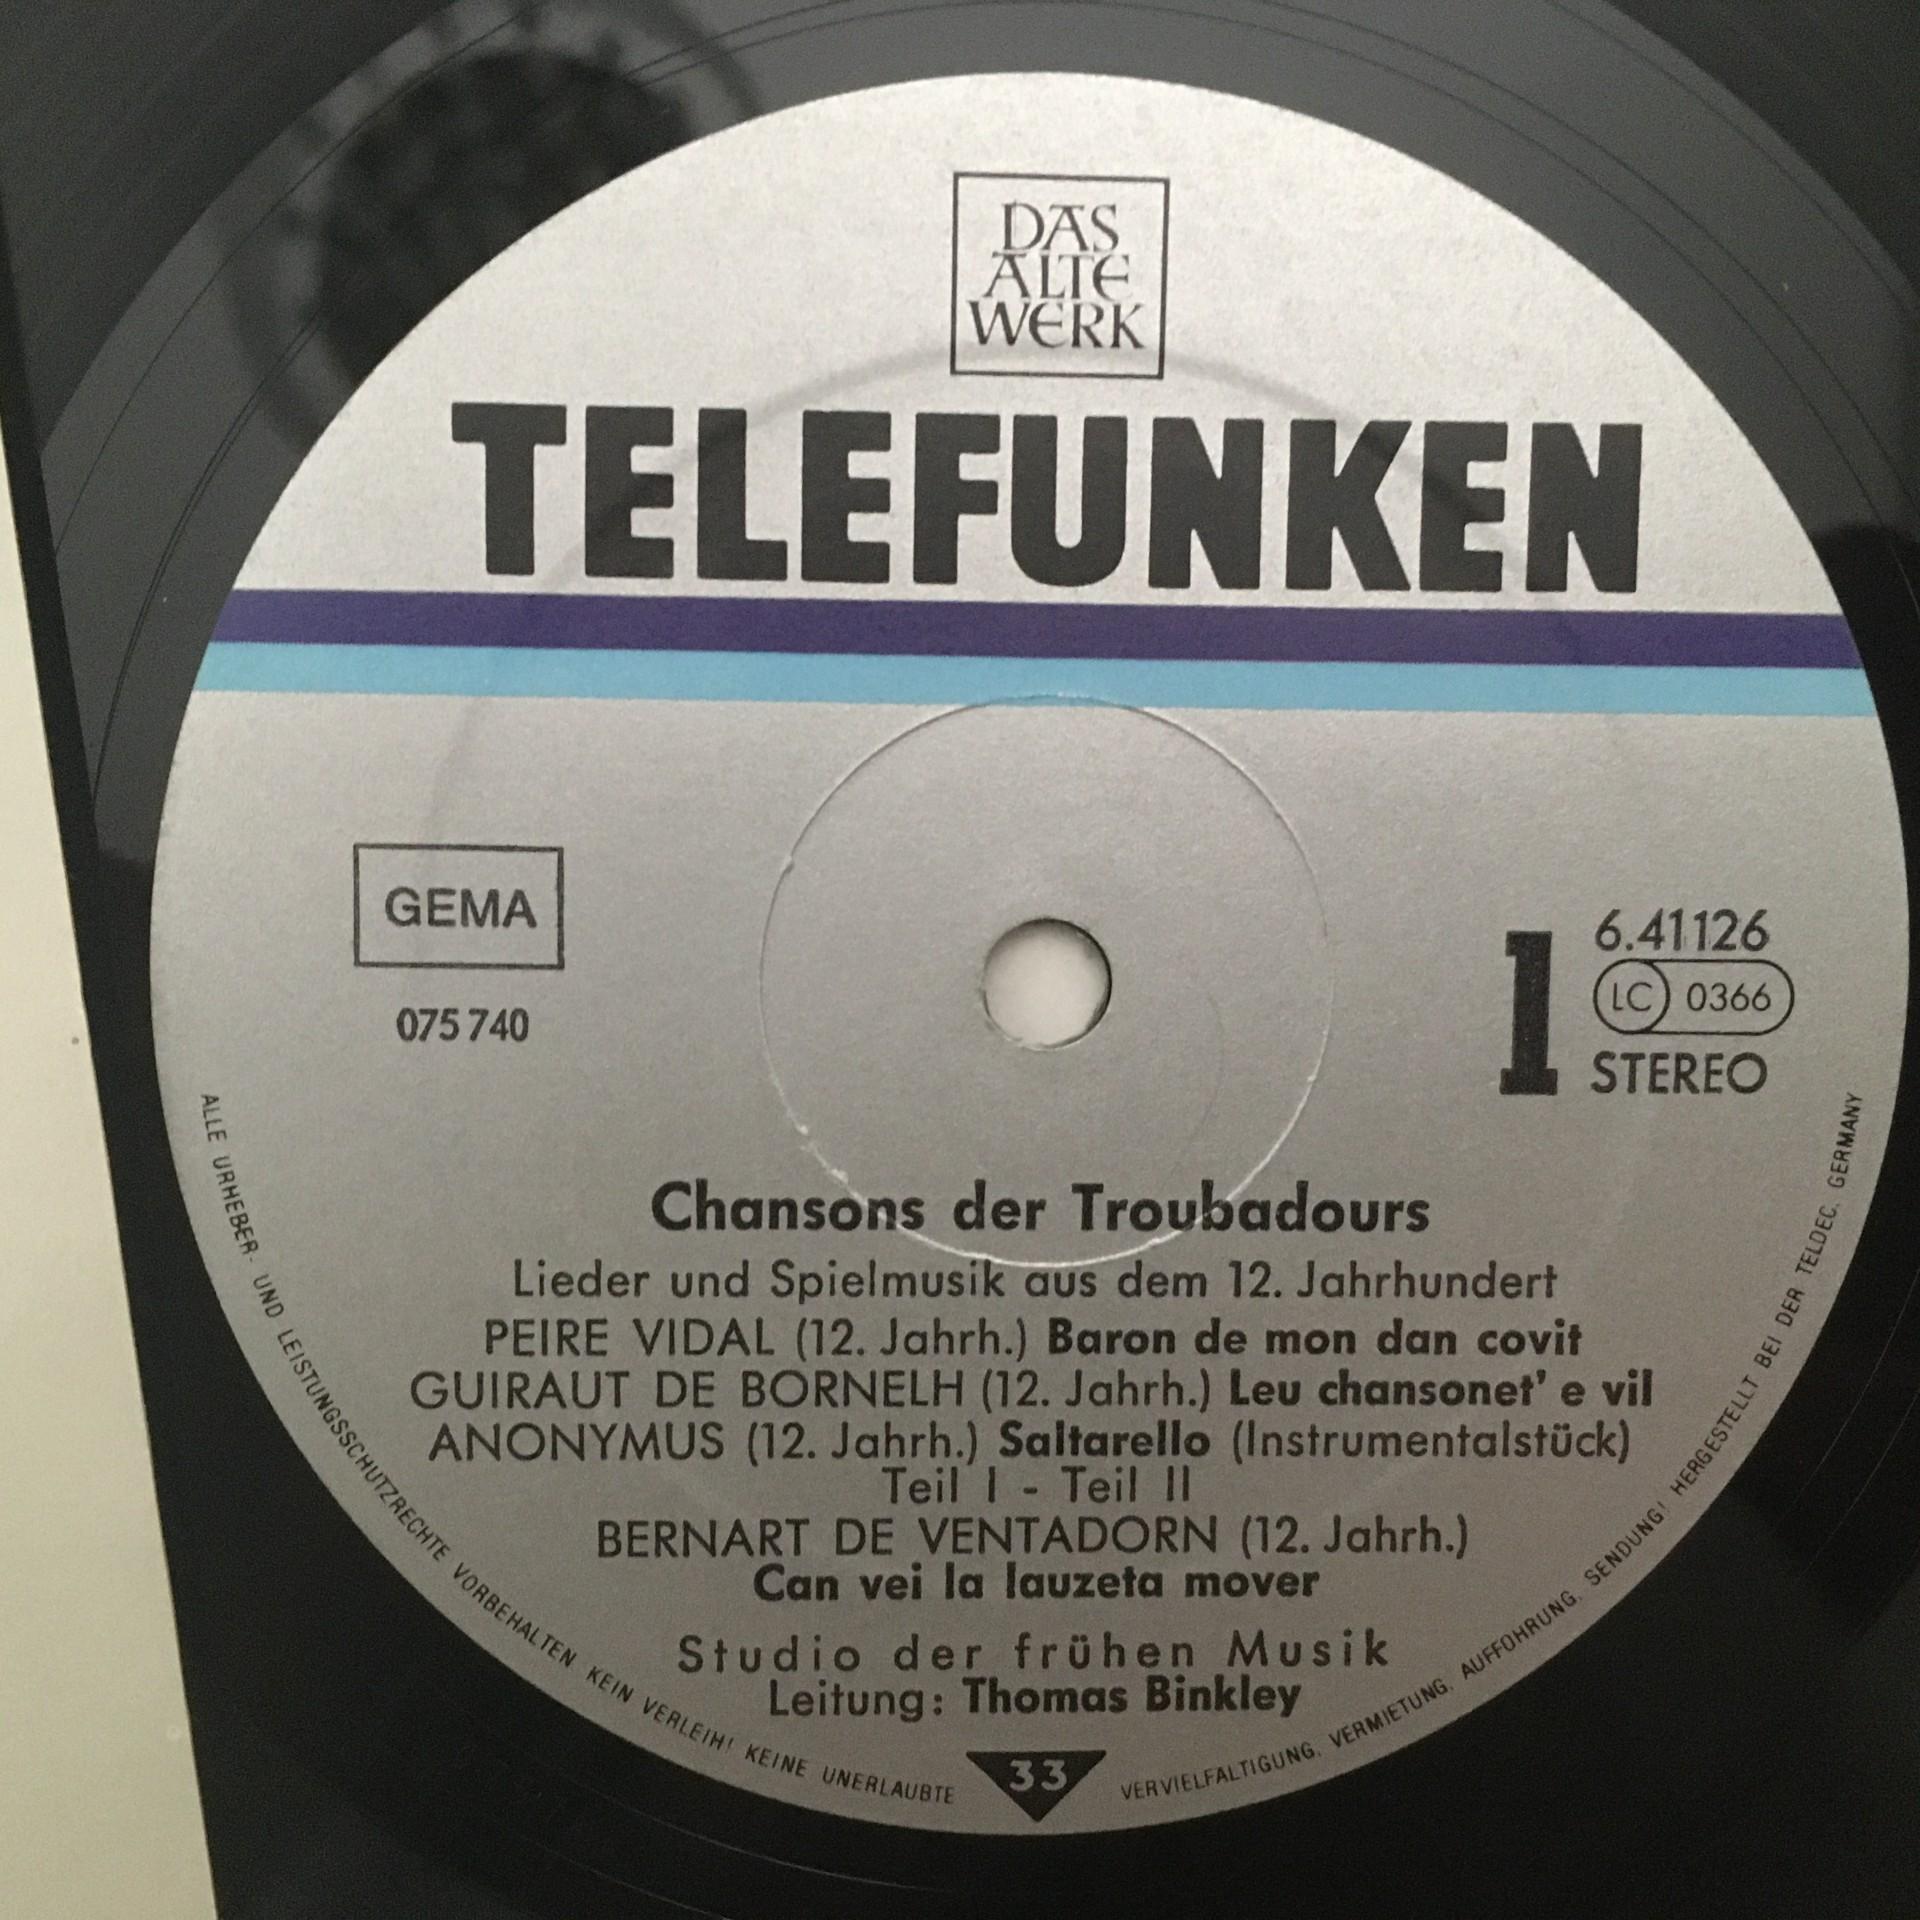 DAS
ALTE
WERK
TELEFUNKEN
GEMA
075 740
1
6.41126
LC 0366
STEREO
Chansons der Troubadours
Lieder und Spielmusik aus dem 12. Jahrhundert
PEIRE VIDAL (12. Jahrh.) Baron de mon dan covit
GUIRAUT DE BORNELH (12. Jahrh.) Leu chansonet' e vil
ANONYMUS (12. Jahrh.) Saltarello (Instrumentalstück)
Teil I - Teil II
BERNART DE VENTADORN (12. Jahrh.)
Can vei la lauzeta mover
Studio der frühen Musik
Leitung: Thomas Binkley
33
ALLE URHEBER- UND LEISTUNGSSCHUTZRECHTE VORBEHALTEN KEIN VERLEIH! KEINE UNERLAUBTE VERVIELFALTIGUNG, VERMIETUNG, AUFFOHRUNG, SENDUNG! HERGESTELLT BEI DER TELDEC, GERMANY